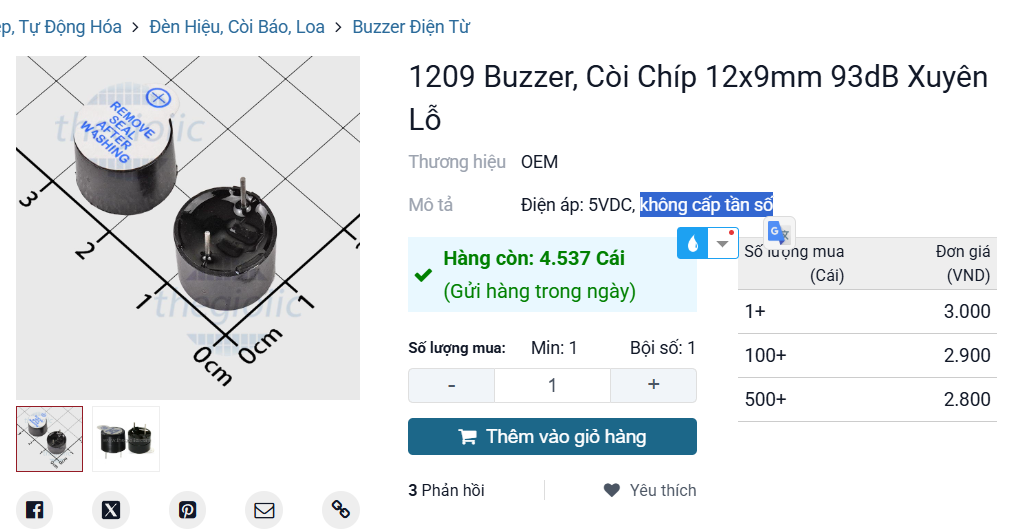 ẹp, Tự Động Hóa > Đèn Hiệu, Còi Báo, Loa > Buzzer Điện Từ
1209 Buzzer, Còi Chíp 12x9mm 93dB Xuyên
Lỗ
Thương hiệu OEM
Mô tả Điện áp: 5VDC, không cấp tần số
REMOVE
SEAL
AFTER
WASHING
thegioiic
thegioiic
3
2
1
0cm
0cm
1
Hàng còn: 4.537 Cái
(Gửi hàng trong ngày)
Số lượng mua: Min: 1 Bội số: 1
- 1 +
Thêm vào giỏ hàng
3 Phản hồi
Yêu thích
Số lượng mua Đơn giá
(Cái) (VND)
1+ 3.000
100+ 2.900
500+ 2.800